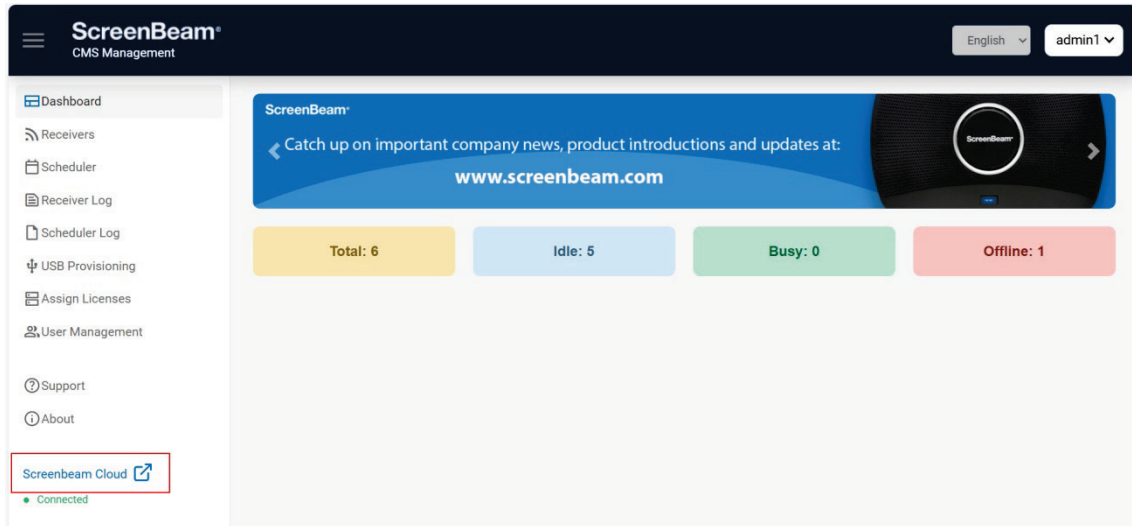 ScreenBeam®
CMS Management
English
admin1
Dashboard
Receivers
Scheduler
Receiver Log
Scheduler Log
USB Provisioning
Assign Licenses
User Management
Support
About
Screenbeam Cloud
Connected
ScreenBeam®
Catch up on important company news, product introductions and updates at:
www.screenbeam.com
ScreenBeam
Total: 6
Idle: 5
Busy: 0
Offline: 1